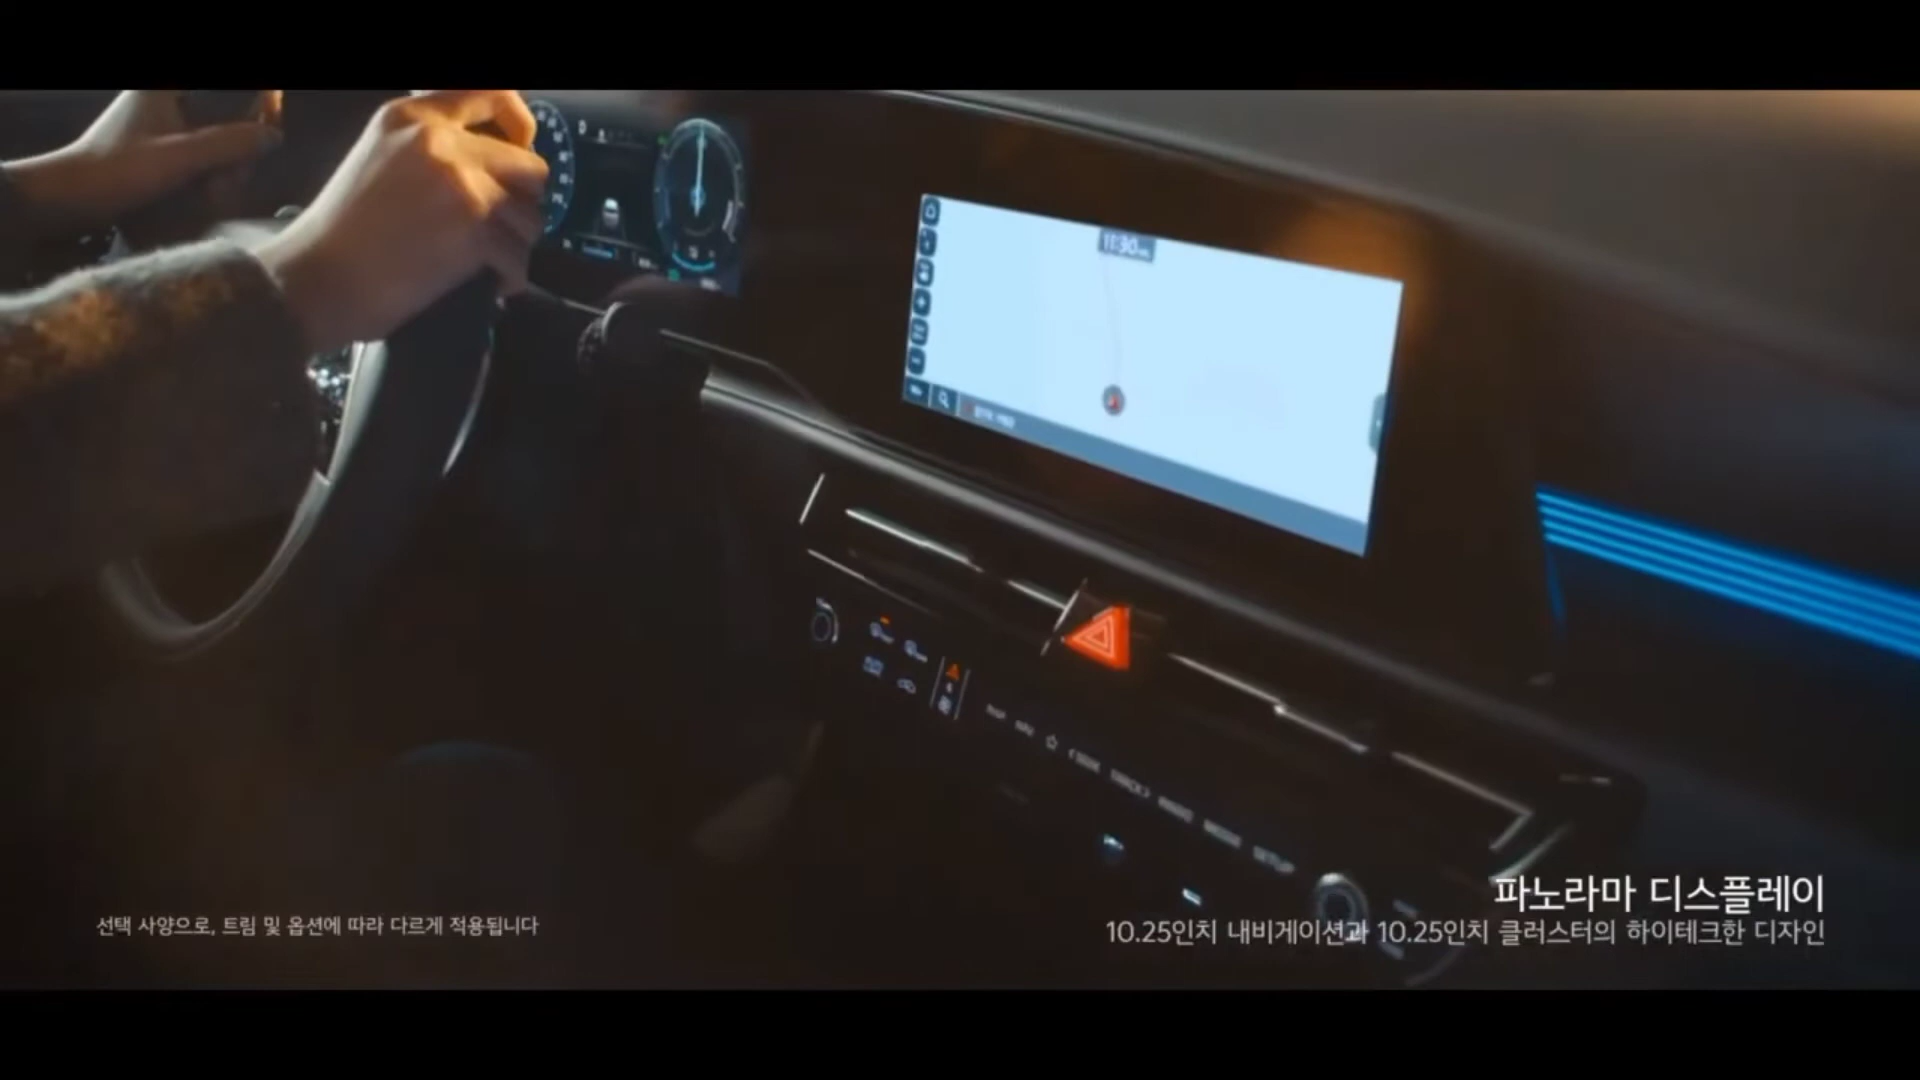 11:30
선택 사양으로, 트림 및 옵션에 따라 다르게 적용됩니다
파노라마 디스플레이
10.25인치 내비게이션과 10.25인치 클러스터의 하이테크한 디자인
SETUP